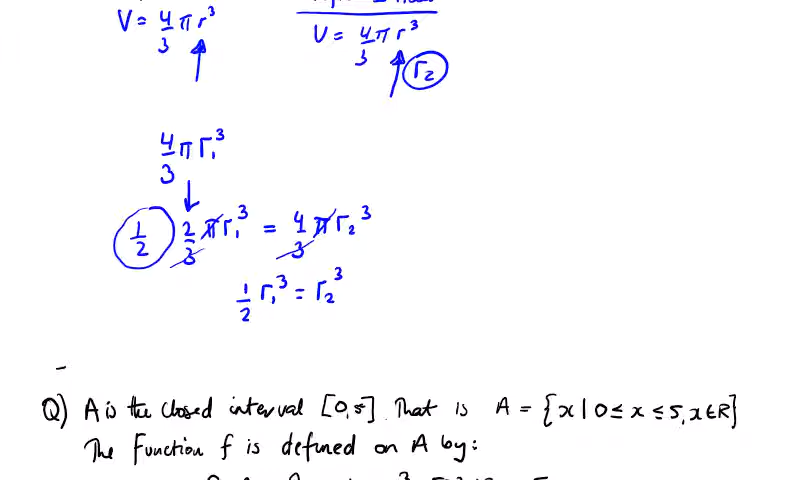 V = 4/3 π r³
V = 4/3 π r³
r₂
4/3 π r₁³
1/2 2/3 π r₁³ = 4/3 π r₂³
1/2 r₁³ = r₂³
Q) A is the closed interval [0,5]. That is A = {x | 0 ≤ x ≤ 5, x ∈ R}
The Function f is defined on A by: